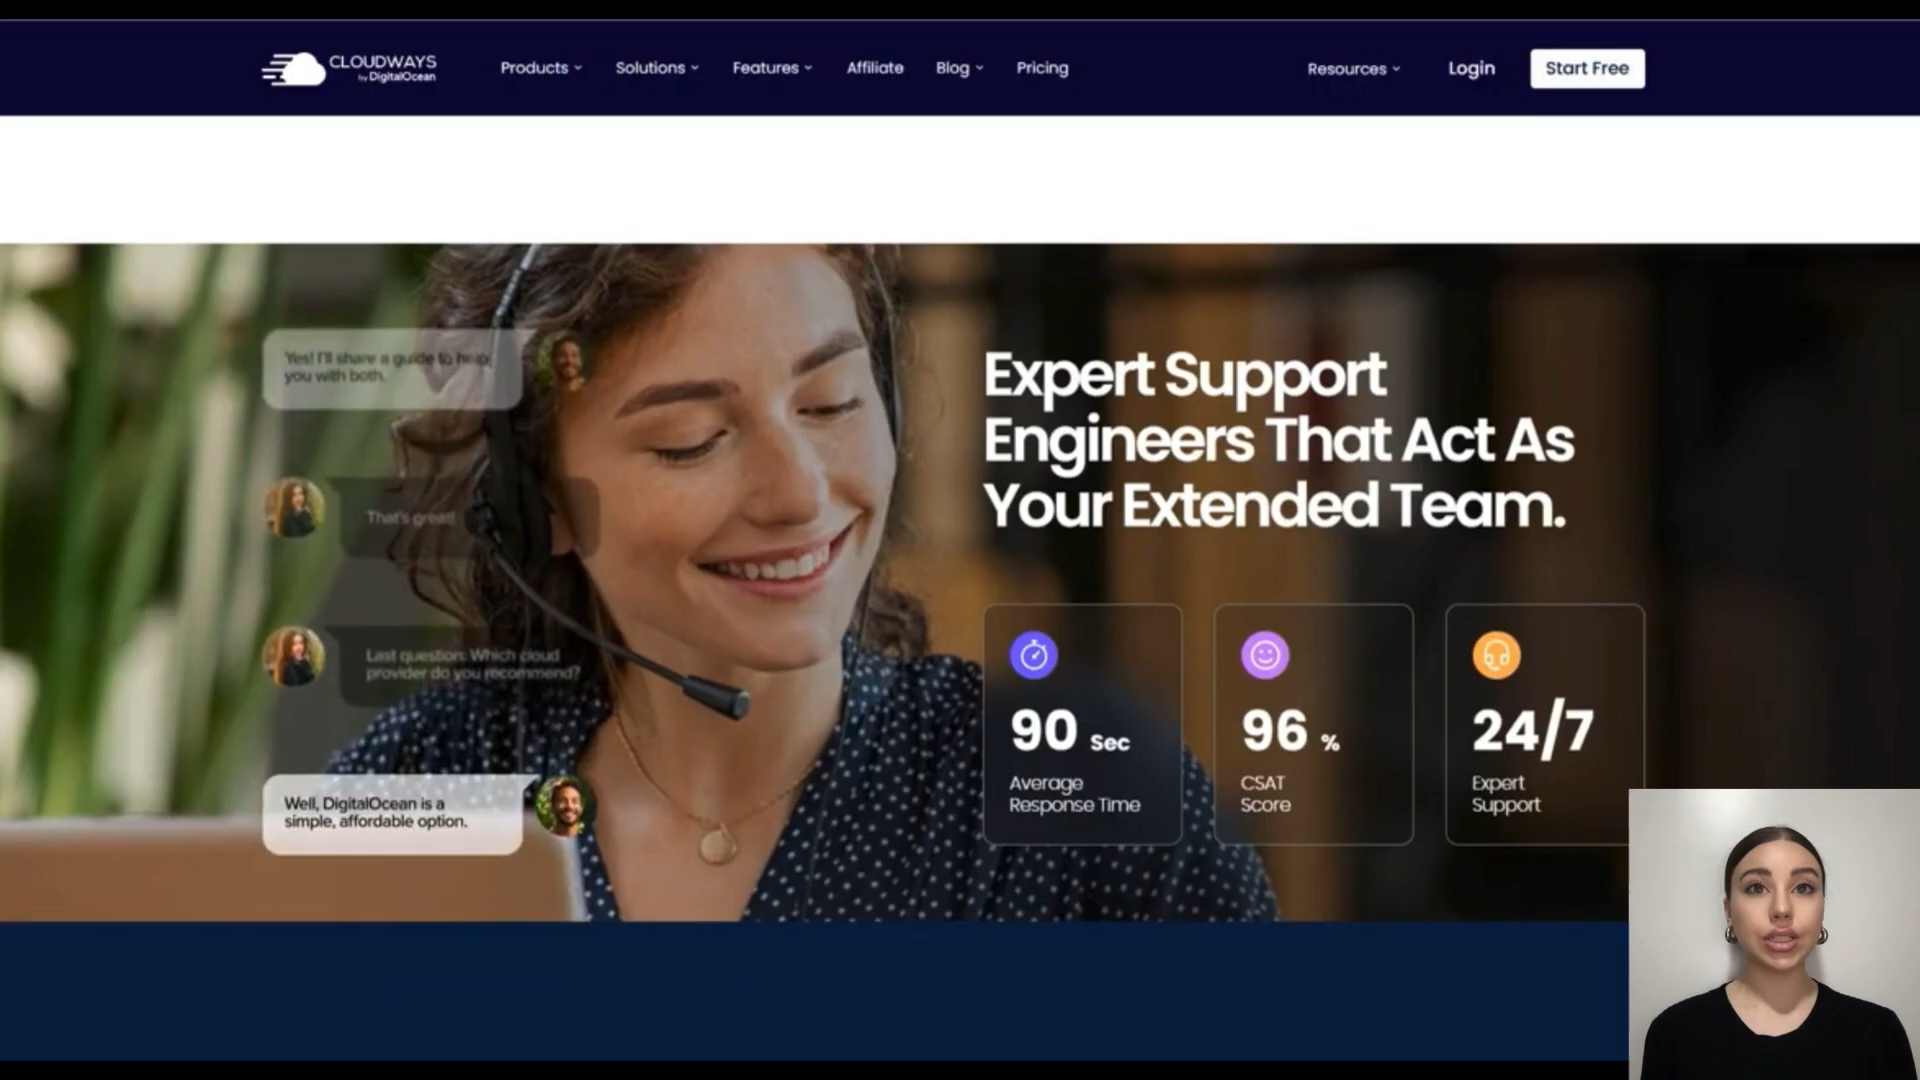 CLOUDWAYS
by DigitalOcean
Products
Solutions
Features
Affiliate
Blog
Pricing
Resources
Login
Start Free
Yes! I'll share a guide to help
you with both.
That's great!
Last question: Which cloud
provider do you recommend?
Well, DigitalOcean is a
simple, affordable option.
Expert Support
Engineers That Act As
Your Extended Team.
90 Sec
Average
Response Time
96 %
CSAT
Score
24/7
Expert
Support